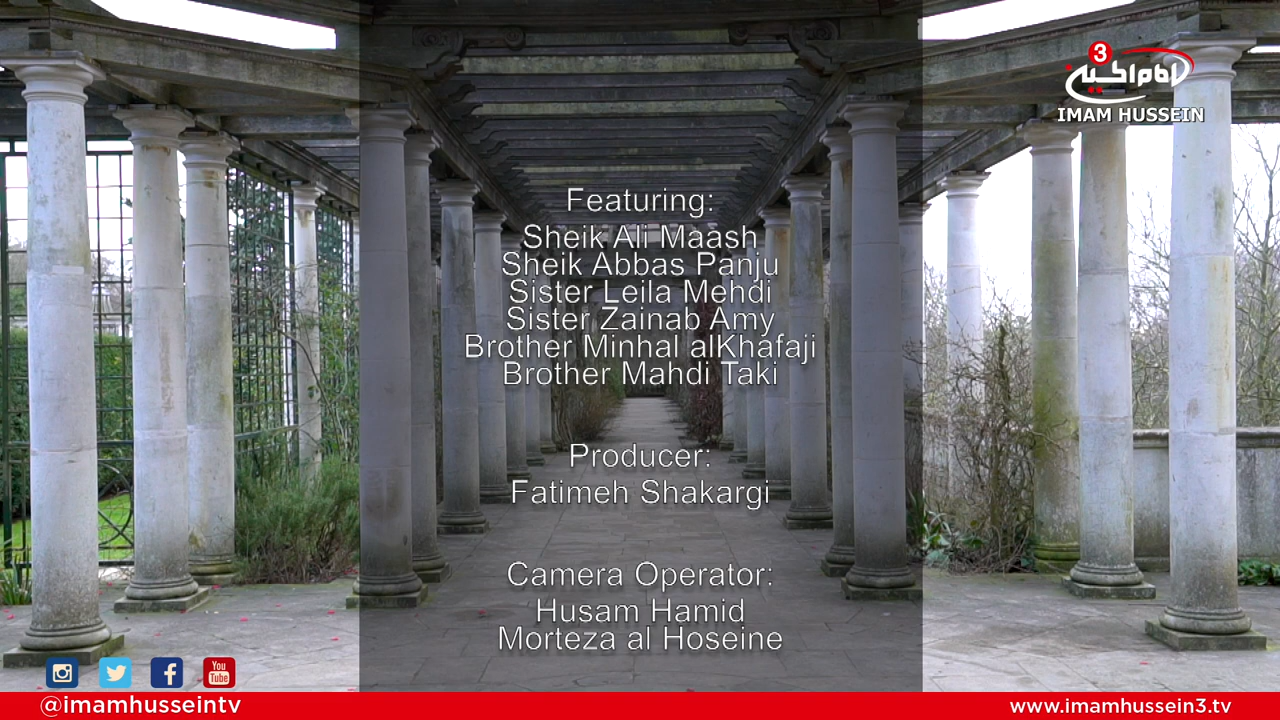 3
IMAM HUSSEIN
Featuring:
Sheik Ali Maash
Sheik Abbas Panju
Sister Leila Mehdi
Sister Zainab Amy
Brother Minhal alKhafaji
Brother Mahdi Taki
Producer:
Fatimeh Shakargi
Camera Operator:
Husam Hamid
Morteza al Hoseine
You
Tube
@imamhusseintv
www.imamhussein3.tv